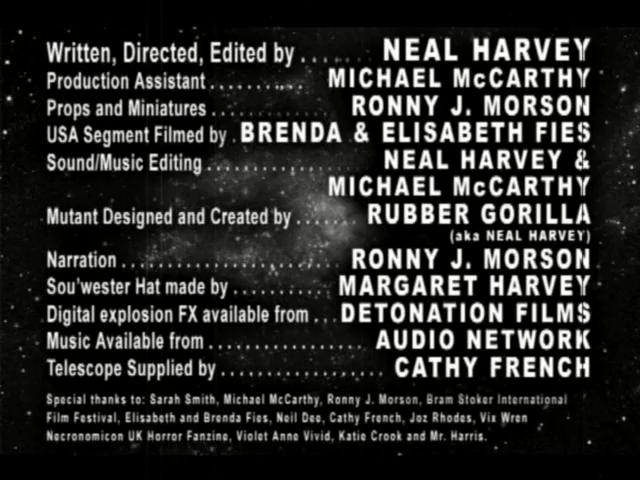 Written, Directed, Edited by . . . . . . NEAL HARVEY
Production Assistant . . . . . . . . . . MICHAEL McCARTHY
Props and Miniatures . . . . . . . . . . . . RONNY J. MORSON
USA Segment Filmed by . BRENDA & ELISABETH FIES
Sound/Music Editing . . . . . . . . . . . . . . . NEAL HARVEY &
MICHAEL McCARTHY
Mutant Designed and Created by . . . . . . RUBBER GORILLA
(aka NEAL HARVEY)
Narration . . . . . . . . . . . . . . . . . . . . . RONNY J. MORSON
Sou'wester Hat made by . . . . . . . . . . MARGARET HARVEY
Digital explosion FX available from . . . DETONATION FILMS
Music Available from . . . . . . . . . . . . . . . . AUDIO NETWORK
Telescope Supplied by . . . . . . . . . . . . . . . . . CATHY FRENCH
Special thanks to: Sarah Smith, Michael McCarthy, Ronny J. Morson, Bram Stoker International
Film Festival, Elisabeth and Brenda Fies, Neil Dee, Cathy French, Joz Rhodes, Vix Wren
Necronomicon UK Horror Fanzine, Violet Anne Vivid, Katie Crook and Mr. Harris.